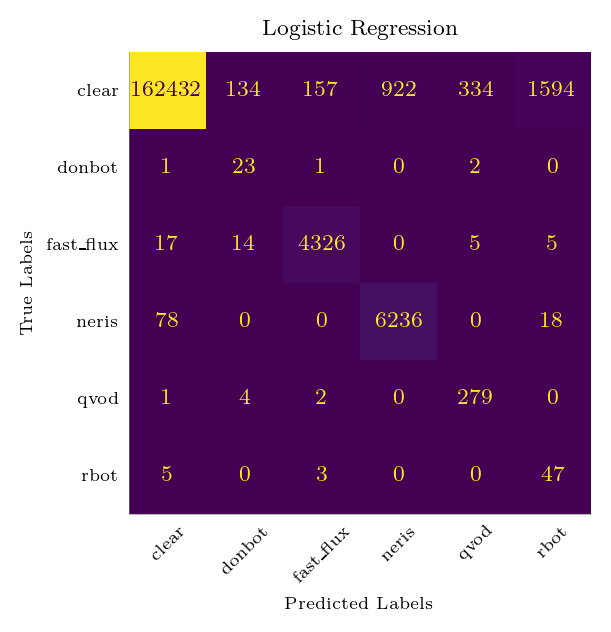 Logistic Regression
True Labels
clear 162432 134 157 922 334 1594
donbot 1 23 1 0 2 0
fast_flux 17 14 4326 0 5 5
neris 78 0 0 6236 0 18
qvod 1 4 2 0 279 0
rbot 5 0 3 0 0 47
clear donbot fast_flux neris qvod rbot
Predicted Labels